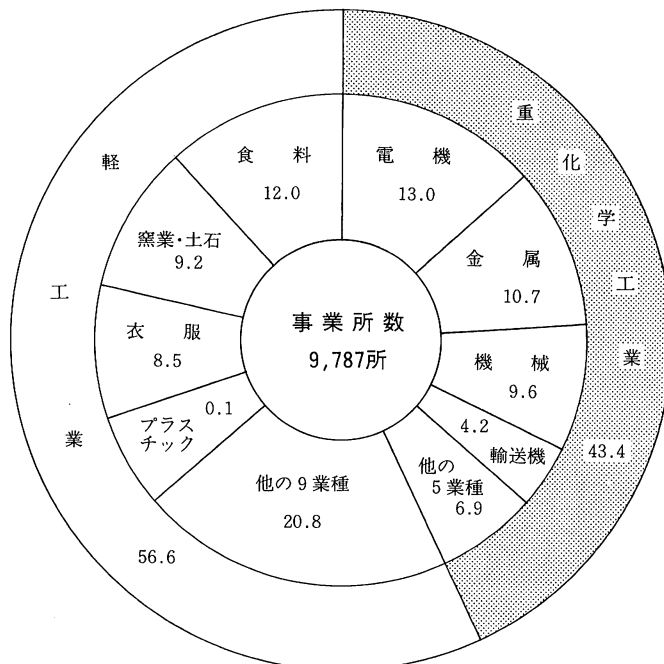 事業所数
9,787所
重化学工業
43.4
電機
13.0
金属
10.7
機械
9.6
4.2
輸送機
他の
5業種
6.9
他の9業種
20.8
0.1
プラス
チック
衣服
8.5
窯業・土石
9.2
食料
12.0
軽工業
56.6